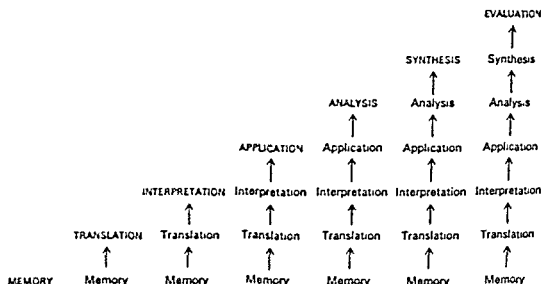 EVALUATION
SYNTHESIS Synthesis
ANALYSIS Analysis Analysis
APPLICATION Application Application Application
INTERPRETATION Interpretation Interpretation Interpretation Interpretation
TRANSLATION Translation Translation Translation Translation Translation
MEMORY Memory Memory Memory Memory Memory Memory